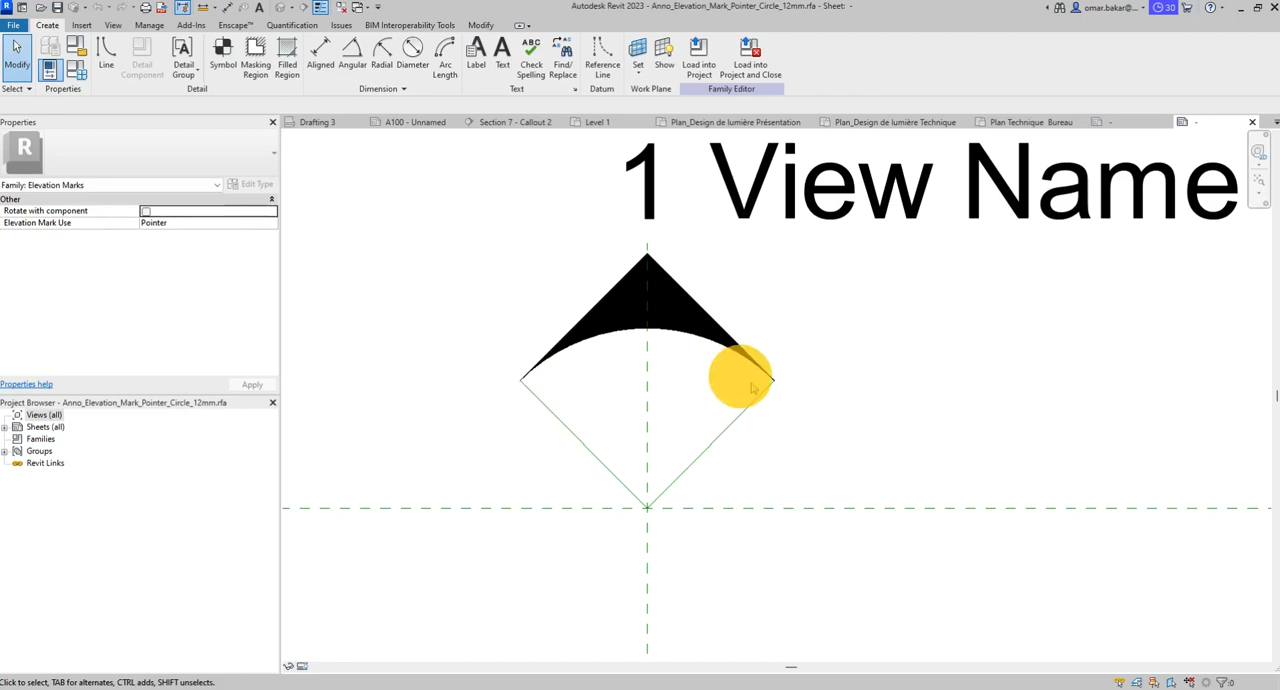 Autodesk Revit 2023 - Anno_Elevation_Mark_Pointer_Circle_12mm.rfa - Sheet: -
omar.bakar@... 30
File Create Insert View Manage Add-Ins Enscape™ Quantification Issues BIM Interoperability Tools Modify
Modify Line Detail Component Detail Group Symbol Masking Region Filled Region Aligned Angular Radial Diameter Arc Length Label Text Check Spelling Find/ Replace Reference Line Set Show Load into Project Load into Project and Close
Select Properties Detail Dimension Text Datum Work Plane Family Editor
Properties
Drafting 3 A100 - Unnamed Section 7 - Callout 2 Level 1 Plan_Design de lumière Présentation Plan_Design de lumière Technique Plan Technique Bureau - -
R
Family: Elevation Marks Edit Type
Other
Rotate with component
Elevation Mark Use Pointer
1 View Name
Properties help Apply
Project Browser - Anno_Elevation_Mark_Pointer_Circle_12mm.rfa
Views (all)
Sheets (all)
Families
Groups
Revit Links
Click to select, TAB for alternates, CTRL adds, SHIFT unselects.
:0